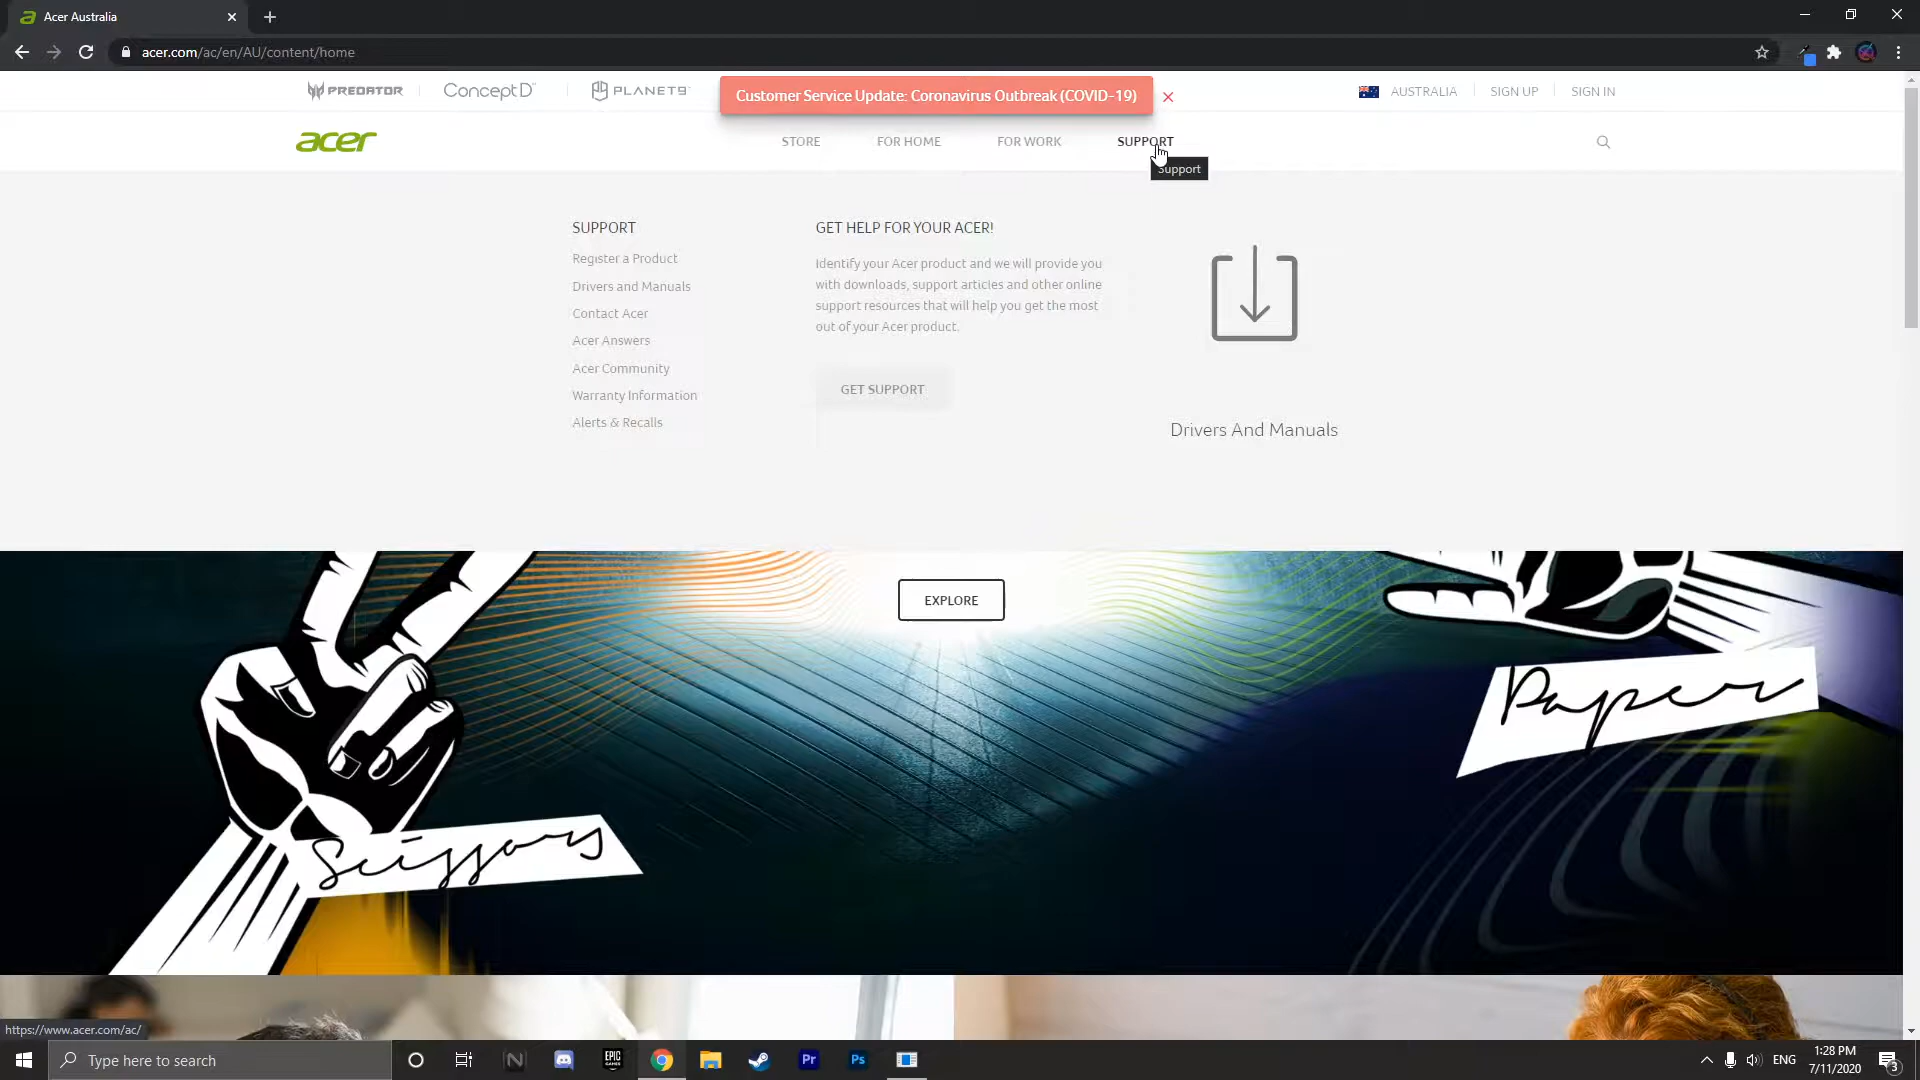 Acer Australia
acer.com/ac/en/AU/content/home
PREDATOR
ConceptD
PLANET9
Customer Service Update: Coronavirus Outbreak (COVID-19)
AUSTRALIA
SIGN UP
SIGN IN
acer
STORE
FOR HOME
FOR WORK
SUPPORT
Support
SUPPORT
Register a Product
Drivers and Manuals
Contact Acer
Acer Answers
Acer Community
Warranty Information
Alerts & Recalls
GET HELP FOR YOUR ACER!
Identify your Acer product and we will provide you
with downloads, support articles and other online
support resources that will help you get the most
out of your Acer product.
GET SUPPORT
Drivers And Manuals
EXPLORE
Paper
Scissors
https://www.acer.com/ac/
Type here to search
N
EPIC
GAMES
Pr
Ps
ENG
1:28 PM
7/11/2020
3